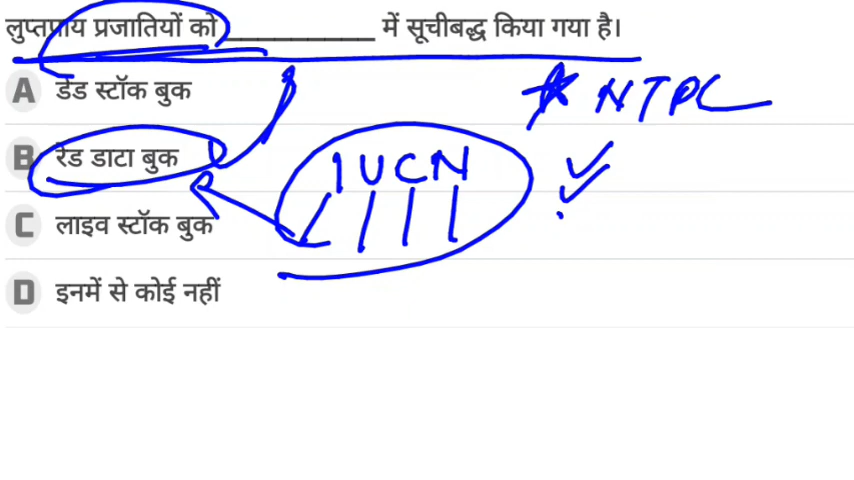 लुप्तप्राय प्रजातियों को ____________ में सूचीबद्ध किया गया है।
A डेड स्टॉक बुक
NTPC
B रेड डाटा बुक
IUCN
C लाइव स्टॉक बुक
D इनमें से कोई नहीं